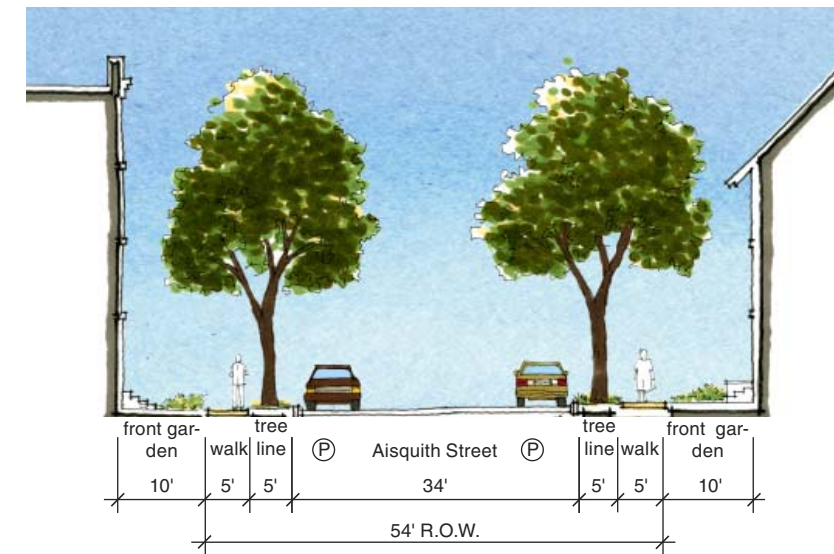 front gar-
den
walk
tree
line
P
Aisquith Street
P
tree
line
walk
front gar-
den
10' 5' 5' 34' 5' 5' 10'
54' R.O.W.